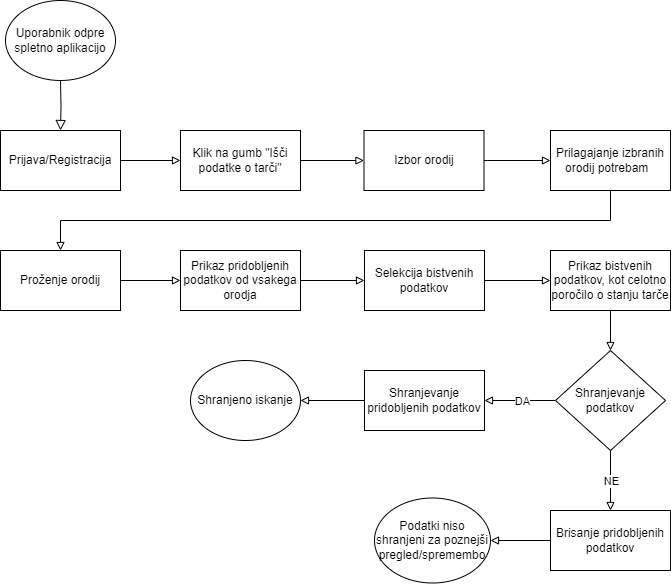 Uporabnik odpre
spletno aplikacijo
Prijava/Registracija
Klik na gumb "Išči
podatke o tarči"
Izbor orodij
Prilagajanje izbranih
orodij potrebam
Proženje orodij
Prikaz pridobljenih
podatkov od vsakega
orodja
Selekcija bistvenih
podatkov
Prikaz bistvenih
podatkov, kot celotno
poročilo o stanju tarče
Shranjevanje
podatkov
DA
Shranjevanje
pridobljenih podatkov
Shranjeno iskanje
NE
Brisanje pridobljenih
podatkov
Podatki niso
shranjeni za poznejši
pregled/spremembo